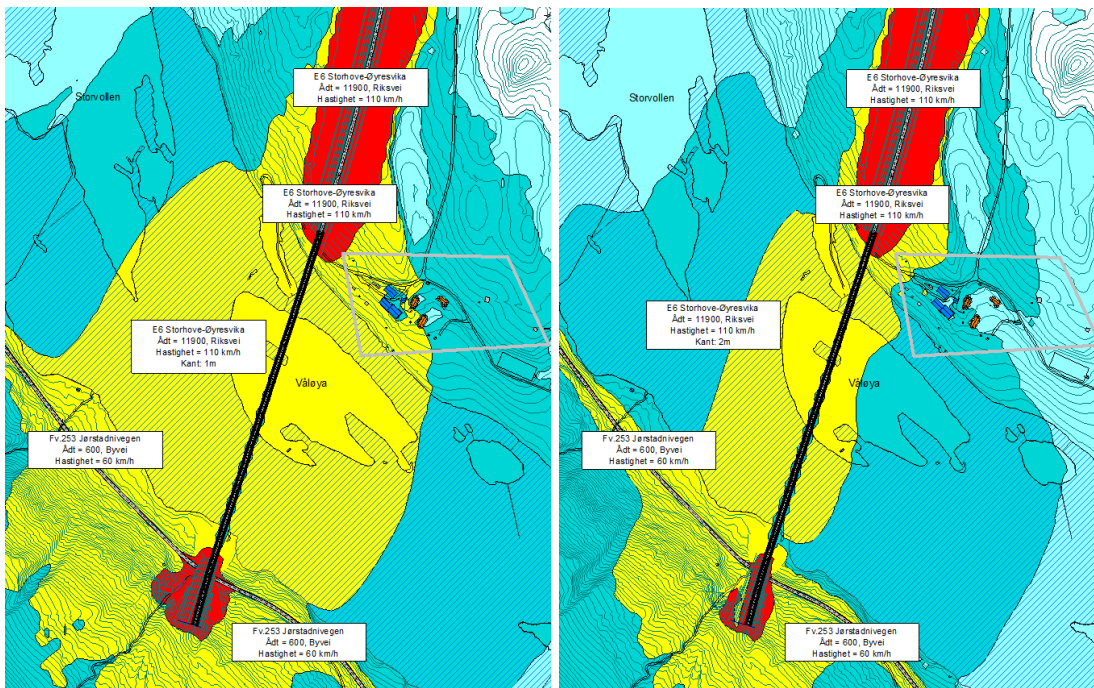 E6 Storhove-Øyresvika
Ådt = 11900, Riksvei
Hastighet = 110 km/h
Storvollen
E6 Storhove-Øyresvika
Ådt = 11900, Riksvei
Hastighet = 110 km/h
E6 Storhove-Øyresvika
Ådt = 11900, Riksvei
Hastighet = 110 km/h
Kant: 1m
Våløya
Fv.253 Jørstadnivegen
Ådt = 600, Byvei
Hastighet = 60 km/h
Fv.253 Jørstadnivegen
Ådt = 600, Byvei
Hastighet = 60 km/h
E6 Storhove-Øyresvika
Ådt = 11900, Riksvei
Hastighet = 110 km/h
Storvollen
E6 Storhove-Øyresvika
Ådt = 11900, Riksvei
Hastighet = 110 km/h
E6 Storhove-Øyresvika
Ådt = 11900, Riksvei
Hastighet = 110 km/h
Kant: 2m
Våløya
Fv.253 Jørstadnivegen
Ådt = 600, Byvei
Hastighet = 60 km/h
Fv.253 Jørstadnivegen
Ådt = 600, Byvei
Hastighet = 60 km/h